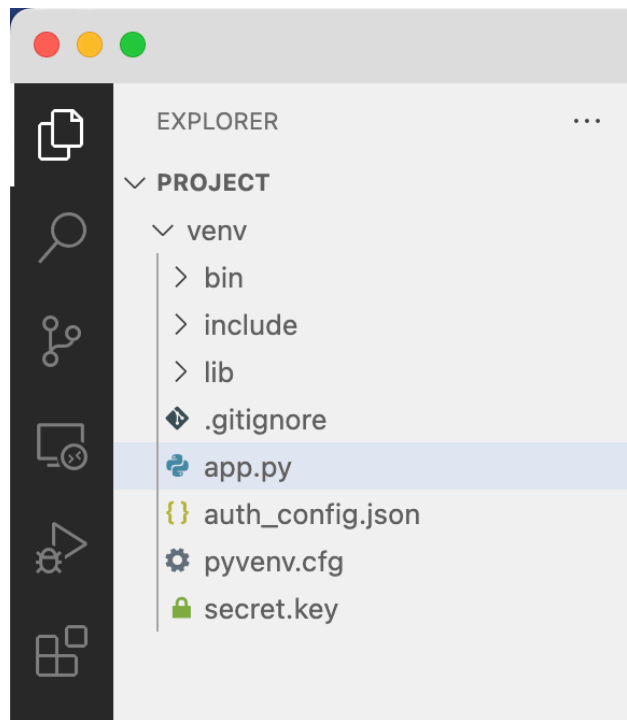 EXPLORER
PROJECT
venv
bin
include
lib
.gitignore
app.py
auth_config.json
pyvenv.cfg
secret.key